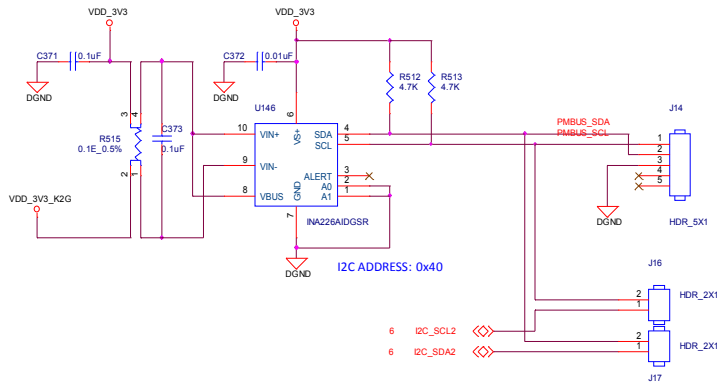 VDD_3V3
VDD_3V3
C371
0.1uF
C372
0.01uF
DGND
DGND
R512
4.7K
R513
4.7K
U146
PMBUS_SDA
PMBUS_SCL
J14
3
4
R515
0.1E_0.5%
C373
0.1uF
2
1
10
VIN+
9
VIN-
8
VBUS
6
VS+
SDA
4
SCL
5
ALERT
3
A0
2
A1
1
GND
7
INA226AIDGSR
1
2
3
4
5
DGND
HDR_5X1
VDD_3V3_K2G
DGND
I2C ADDRESS: 0x40
J16
2
1
HDR_2X1
6
I2C_SCL2
2
1
HDR_2X1
6
I2C_SDA2
J17